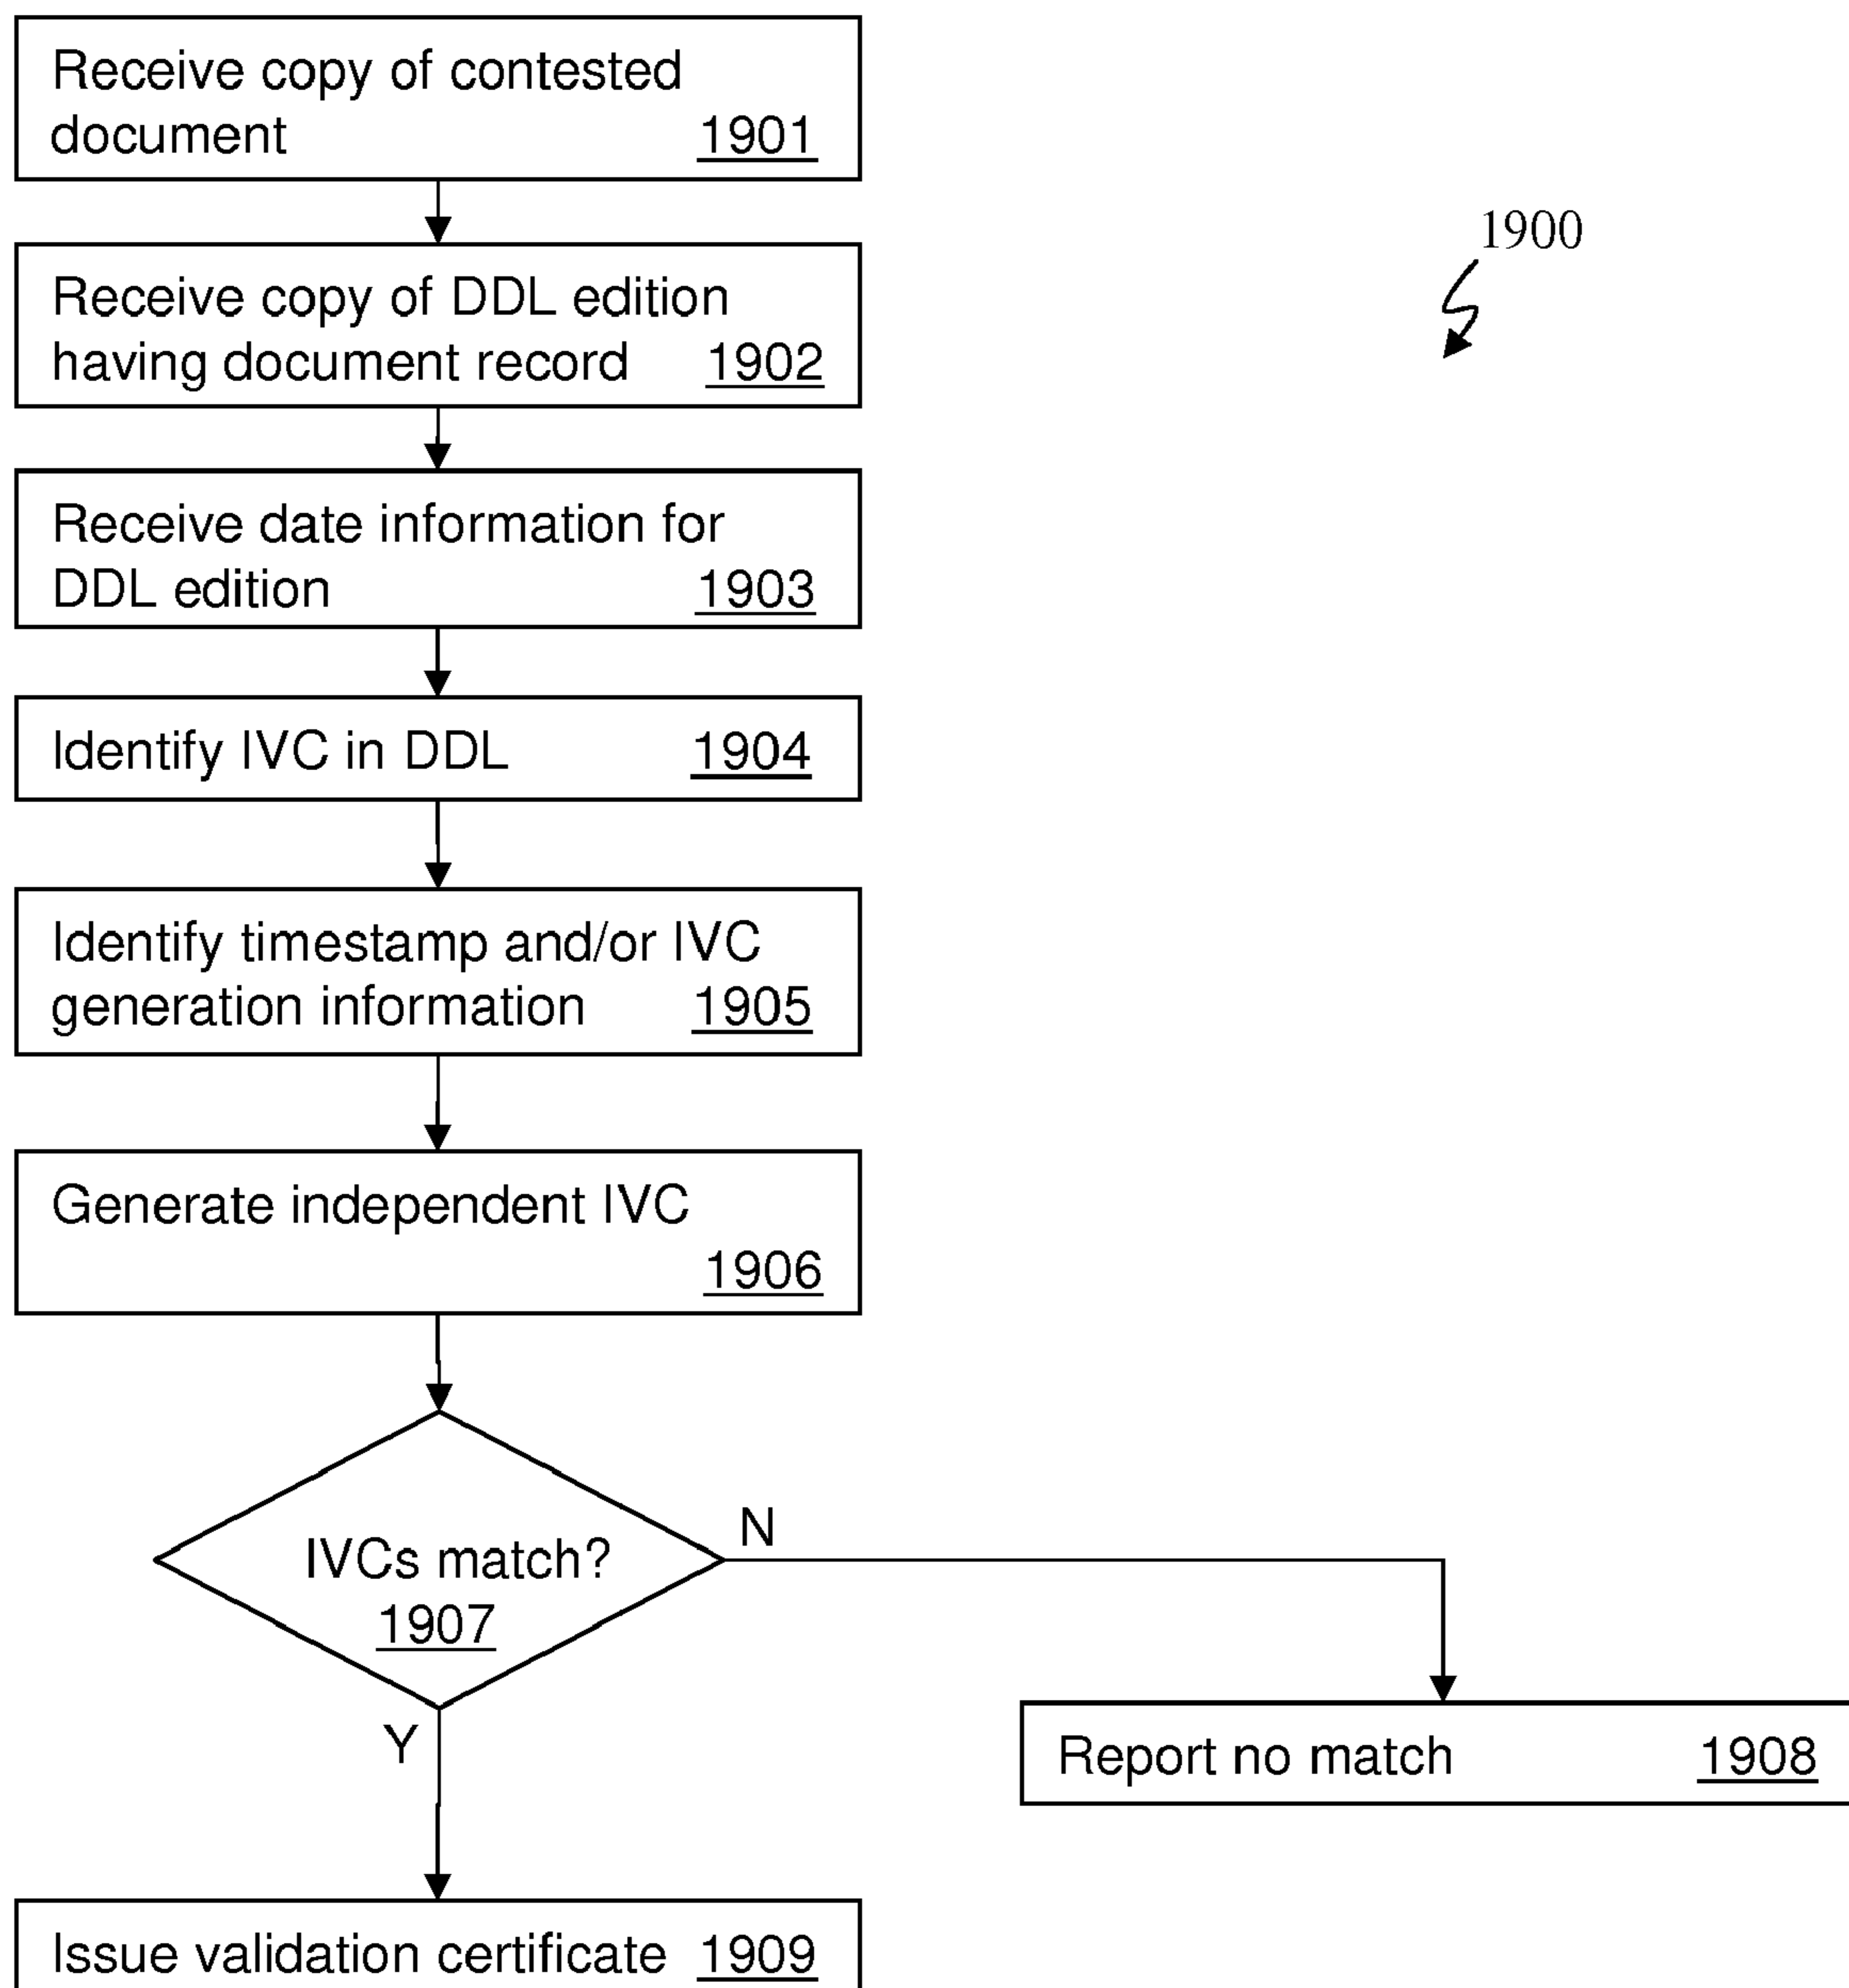 Receive copy of contested
document 1901
1900
Receive copy of DDL edition
having document record 1902
Receive date information for
DDL edition 1903
Identify IVC in DDL 1904
Identify timestamp and/or IVC
generation information 1905
Generate independent IVC
1906
IVCs match?
1907
N
Y
Report no match 1908
Issue validation certificate 1909